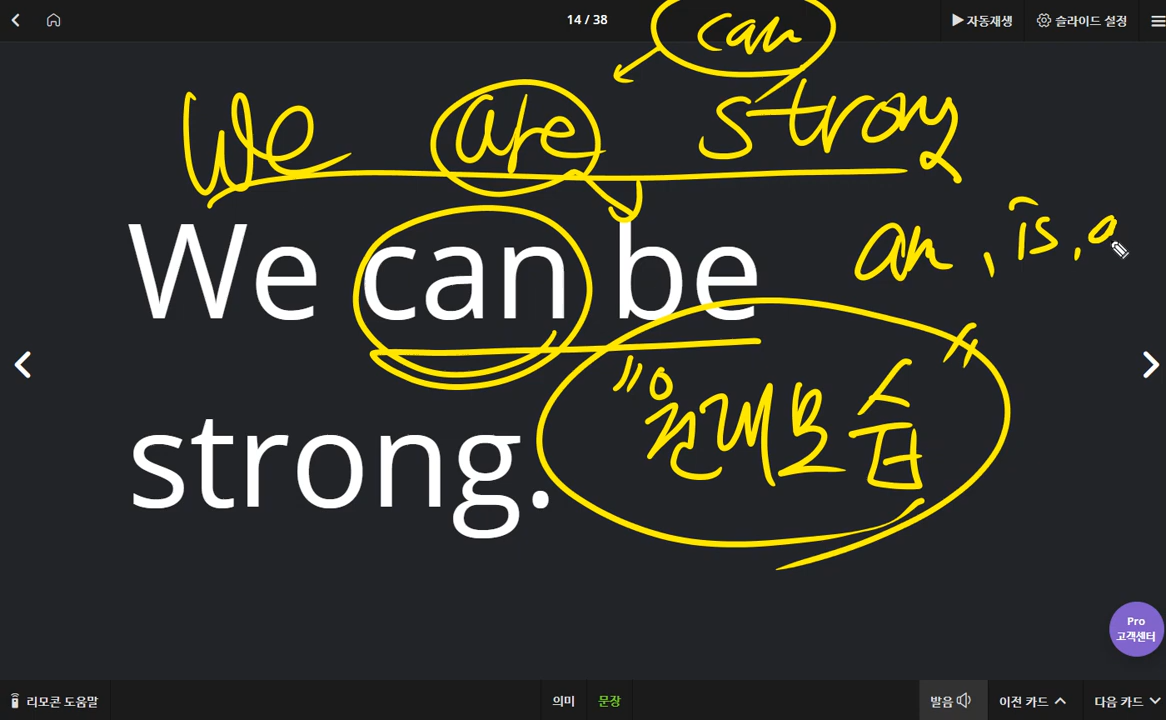 14 / 38
자동재생
슬라이드 설정
can
We are strong
We can be
am, is, a
strong.
"원래모습"
Pro
고객센터
리모콘 도움말
의미
문장
발음
이전 카드
다음 카드